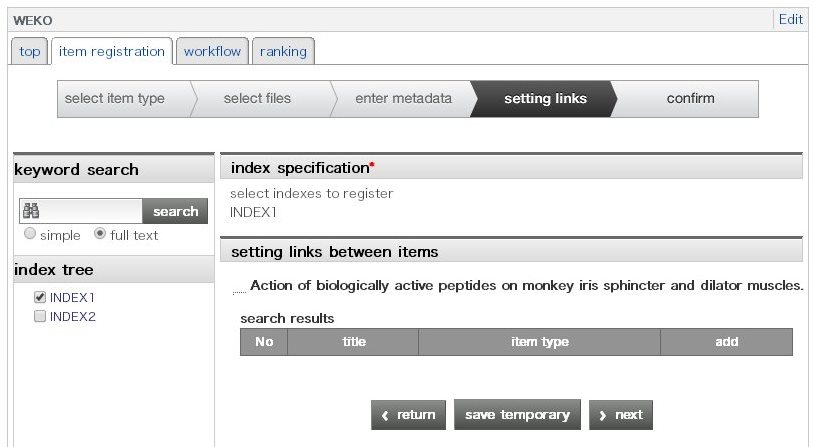 WEKO Edit
top item registration workflow ranking
select item type select files enter metadata setting links confirm
keyword search
search
simple full text
index tree
INDEX1
INDEX2
index specification*
select indexes to register
INDEX1
setting links between items
Action of biologically active peptides on monkey iris sphincter and dilator muscles.
search results
No title item type add
‹ return save temporary › next